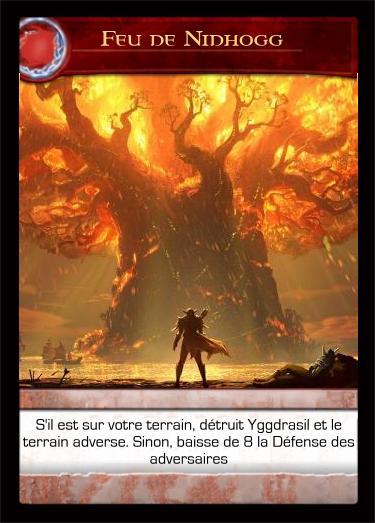 Feu de Nidhogg
S'il est sur votre terrain, détruit Yggdrasil et le
terrain adverse. Sinon, baisse de 8 la Défense des
adversaires